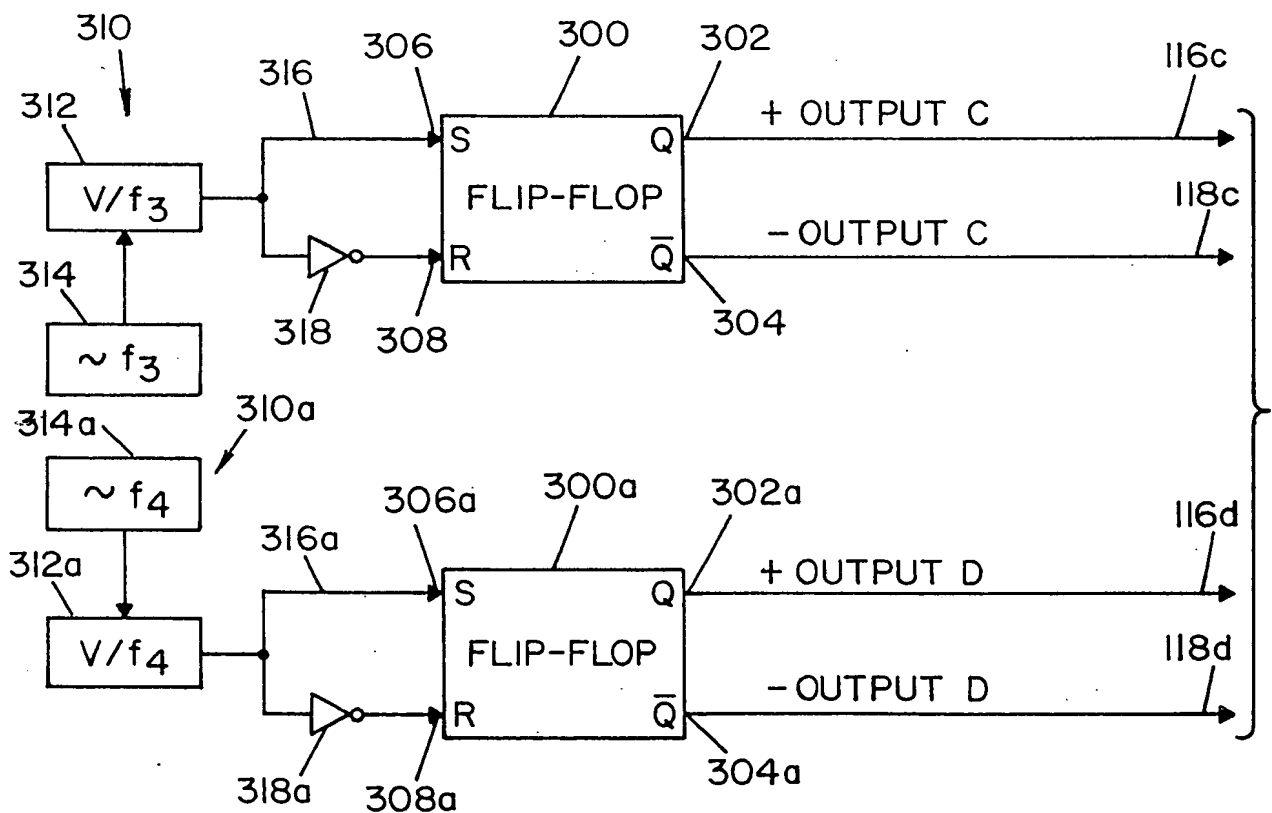 310
300
302
306
116c
316
312
+ OUTPUT C
S
Q
V/f3
FLIP-FLOP
118c
- OUTPUT C
R
Q̅
314
318
308
304
~ f3
310a
314a
~ f4
300a
302a
306a
116d
316a
312a
+ OUTPUT D
S
Q
V/f4
FLIP-FLOP
118d
- OUTPUT D
R
Q̅
304a
318a
308a